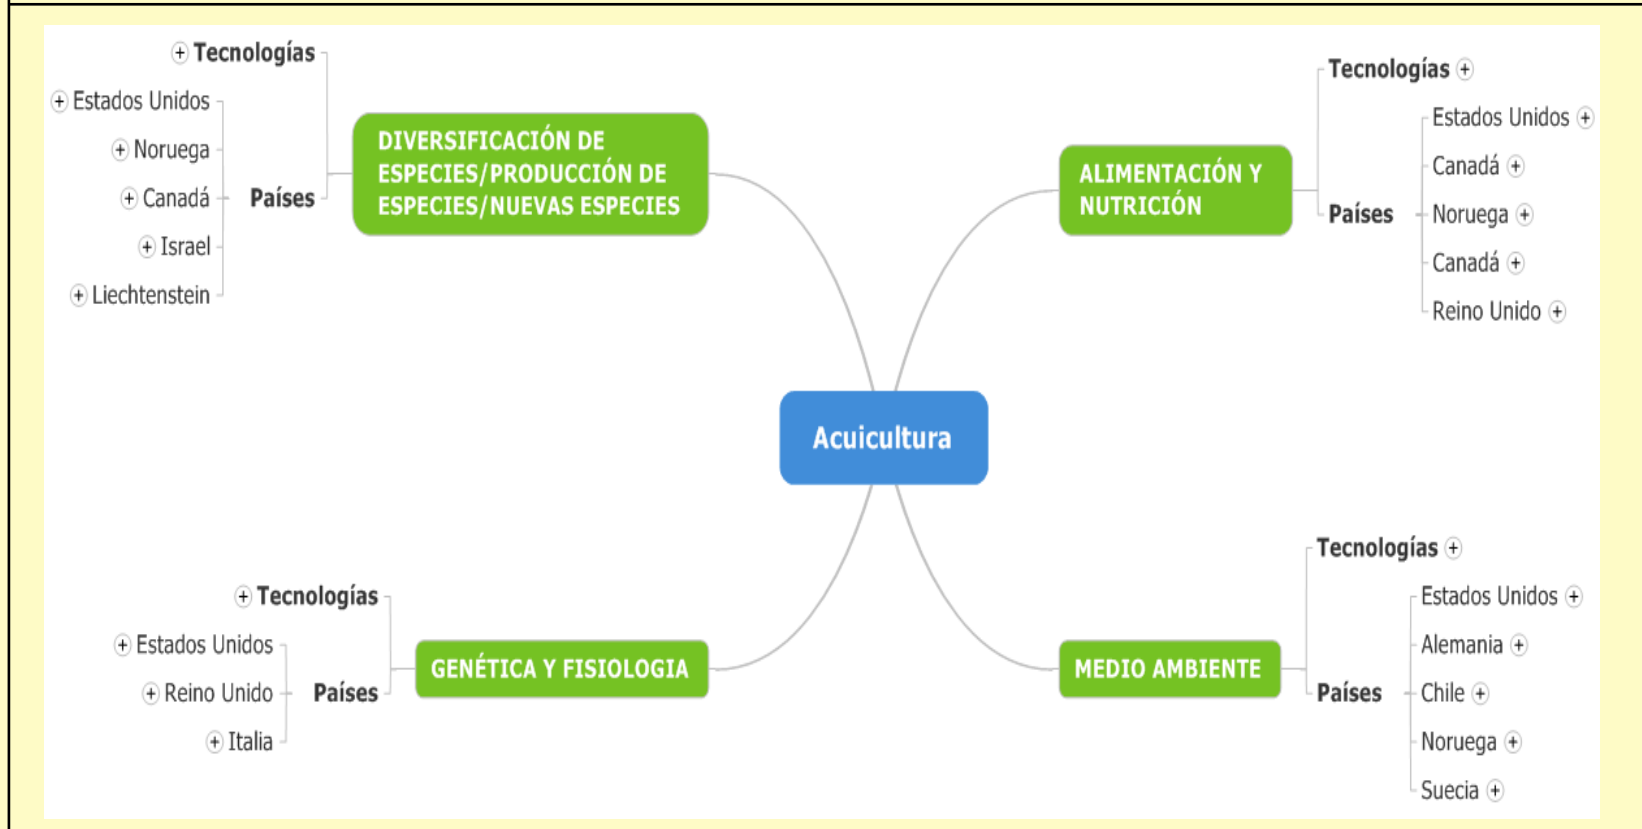 Tecnologías
Estados Unidos
Noruega
Canadá
Israel
Liechtenstein
Países
DIVERSIFICACIÓN DE
ESPECIES/PRODUCCIÓN DE
ESPECIES/NUEVAS ESPECIES
ALIMENTACIÓN Y
NUTRICIÓN
Tecnologías
Países
Estados Unidos
Canadá
Noruega
Canadá
Reino Unido
Acuicultura
Tecnologías
Estados Unidos
Reino Unido
Italia
Países
GENÉTICA Y FISIOLOGIA
MEDIO AMBIENTE
Tecnologías
Países
Estados Unidos
Alemania
Chile
Noruega
Suecia